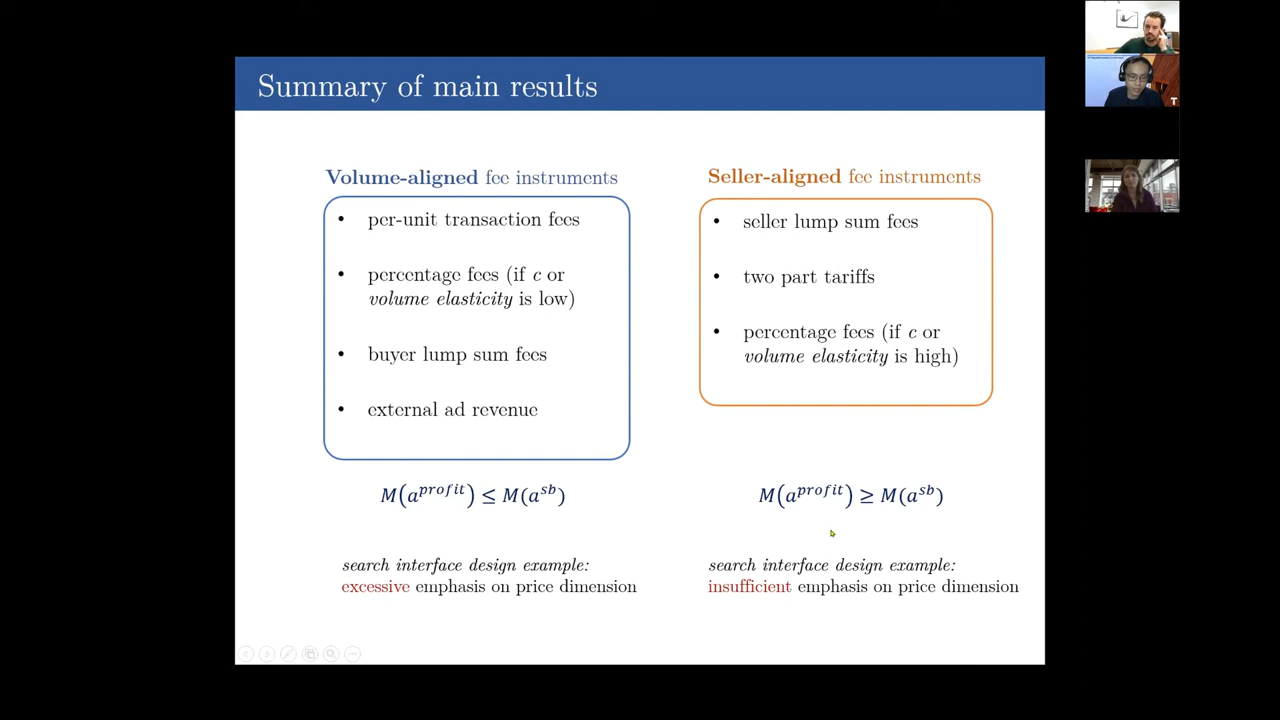 Summary of main results
Volume-aligned fee instruments
• per-unit transaction fees
• percentage fees (if c or
volume elasticity is low)
• buyer lump sum fees
• external ad revenue
M(a^{profit}) ≤ M(a^{sb})
search interface design example:
excessive emphasis on price dimension
Seller-aligned fee instruments
• seller lump sum fees
• two part tariffs
• percentage fees (if c or
volume elasticity is high)
M(a^{profit}) ≥ M(a^{sb})
search interface design example:
insufficient emphasis on price dimension